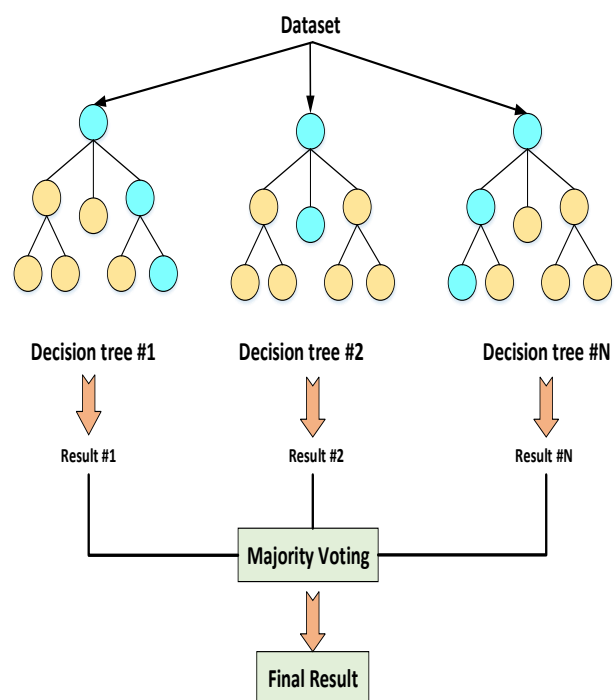 Dataset
Decision tree #1 Decision tree #2 Decision tree #N
Result #1 Result #2 Result #N
Majority Voting
Final Result